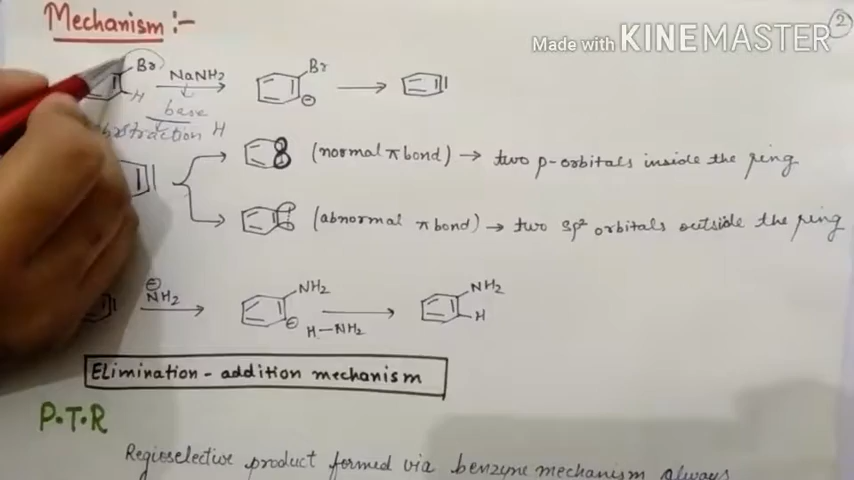 Mechanism :-
2
Made with KINEMASTER
Br
H
NaNH2
Br
⊖
base
abstraction H
(normal π bond) → two p-orbitals inside the ring
(abnormal π bond) → two sp² orbitals outside the ring
⊖
NH2
NH2
⊖
H-NH2
NH2
H
Elimination - addition mechanism
P.T.R
Regioselective product formed via benzyne mechanism always